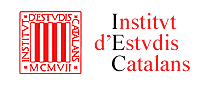 INSTITVT
D'ESTVDIS
CATALANS
MCMVII
Institvt
d'Estvdis
Catalans